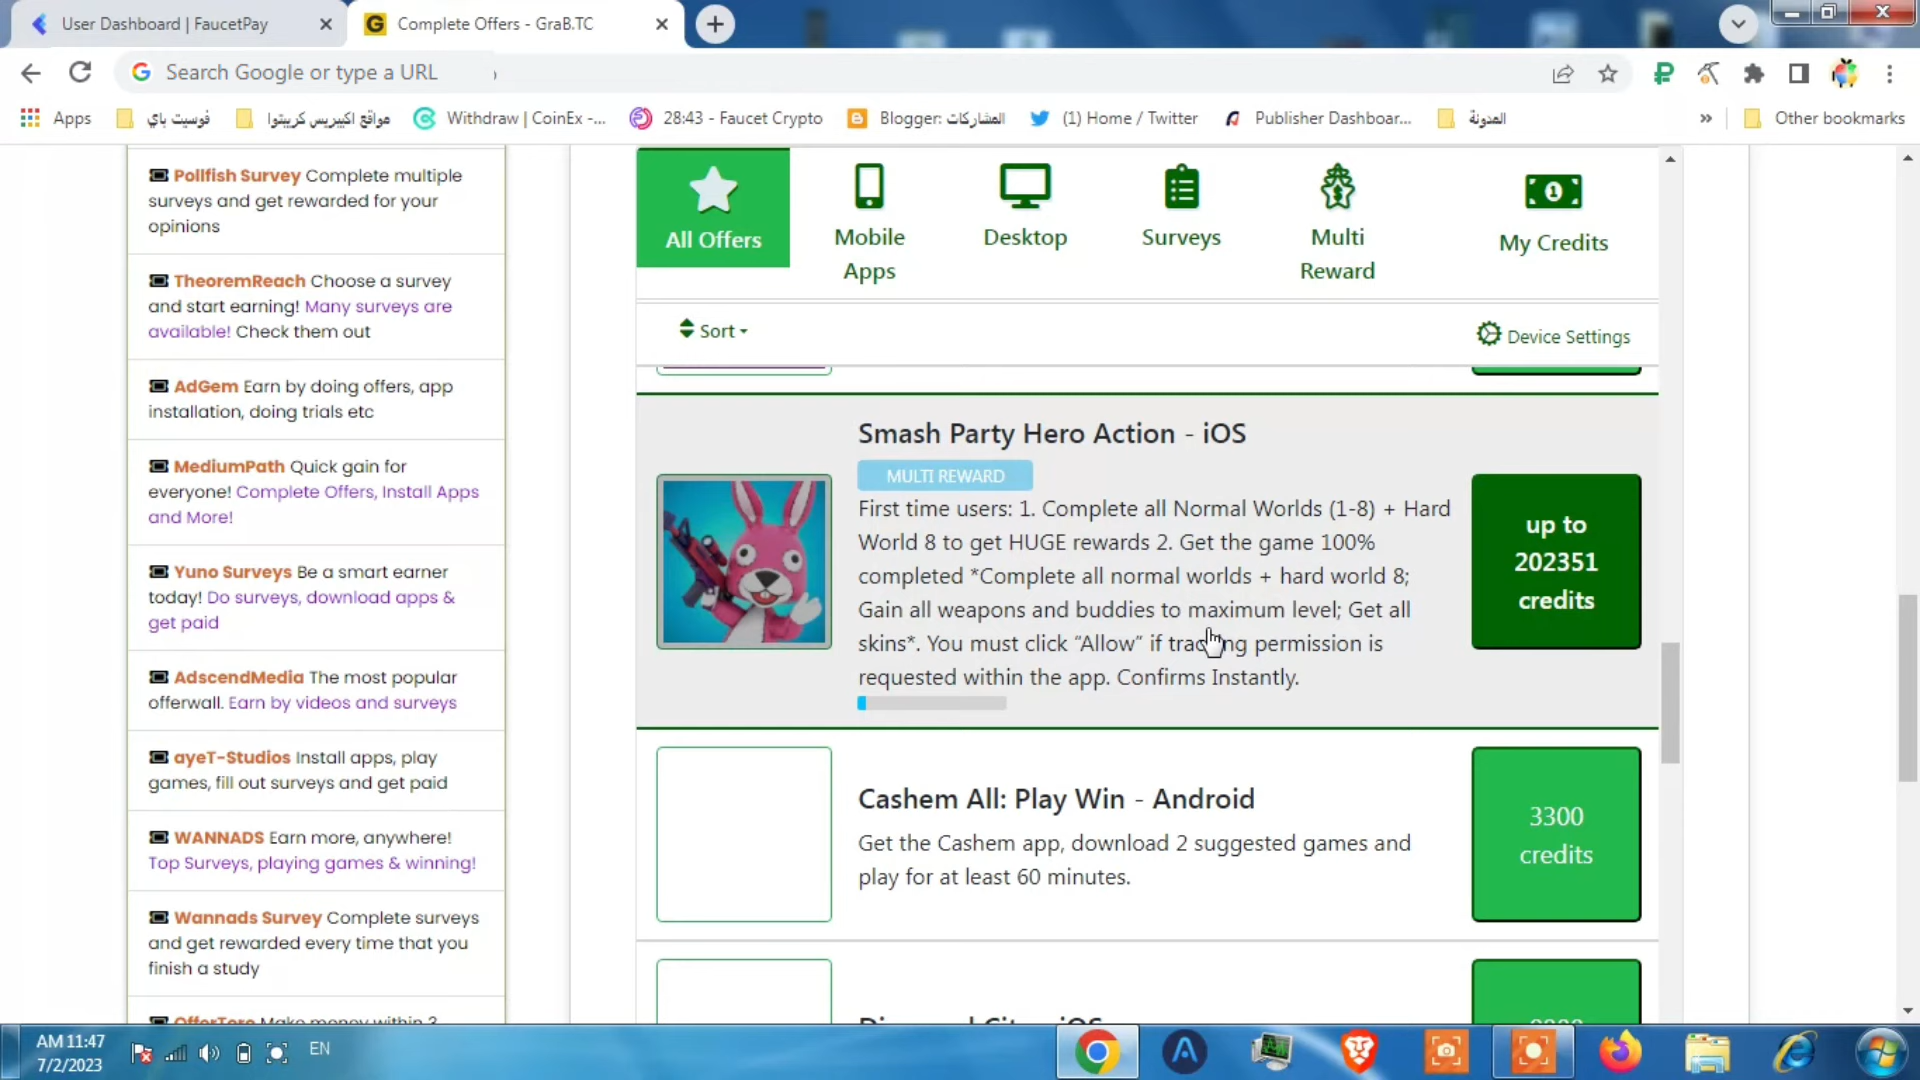 User Dashboard | FaucetPay
Complete Offers - GraB.TC
Search Google or type a URL
Apps
فوسيت باي
مواقع اكبيريس كريبتوا
Withdraw | CoinEx -...
28:43 - Faucet Crypto
Blogger: المشاركات
(1) Home / Twitter
Publisher Dashboar...
المدونة
»
Other bookmarks
Pollfish Survey Complete multiple
surveys and get rewarded for your
opinions
TheoremReach Choose a survey
and start earning! Many surveys are
available! Check them out
AdGem Earn by doing offers, app
installation, doing trials etc
MediumPath Quick gain for
everyone! Complete Offers, Install Apps
and More!
Yuno Surveys Be a smart earner
today! Do surveys, download apps &
get paid
AdscendMedia The most popular
offerwall. Earn by videos and surveys
ayeT-Studios Install apps, play
games, fill out surveys and get paid
WANNADS Earn more, anywhere!
Top Surveys, playing games & winning!
Wannads Survey Complete surveys
and get rewarded every time that you
finish a study
OfferToro Make money within 3
All Offers
Mobile
Apps
Desktop
Surveys
Multi
Reward
My Credits
Sort
Device Settings
Smash Party Hero Action - iOS
MULTI REWARD
First time users: 1. Complete all Normal Worlds (1-8) + Hard
World 8 to get HUGE rewards 2. Get the game 100%
completed *Complete all normal worlds + hard world 8;
Gain all weapons and buddies to maximum level; Get all
skins*. You must click “Allow” if tracking permission is
requested within the app. Confirms Instantly.
up to
202351
credits
Cashem All: Play Win - Android
Get the Cashem app, download 2 suggested games and
play for at least 60 minutes.
3300
credits
AM 11:47
7/2/2023
EN